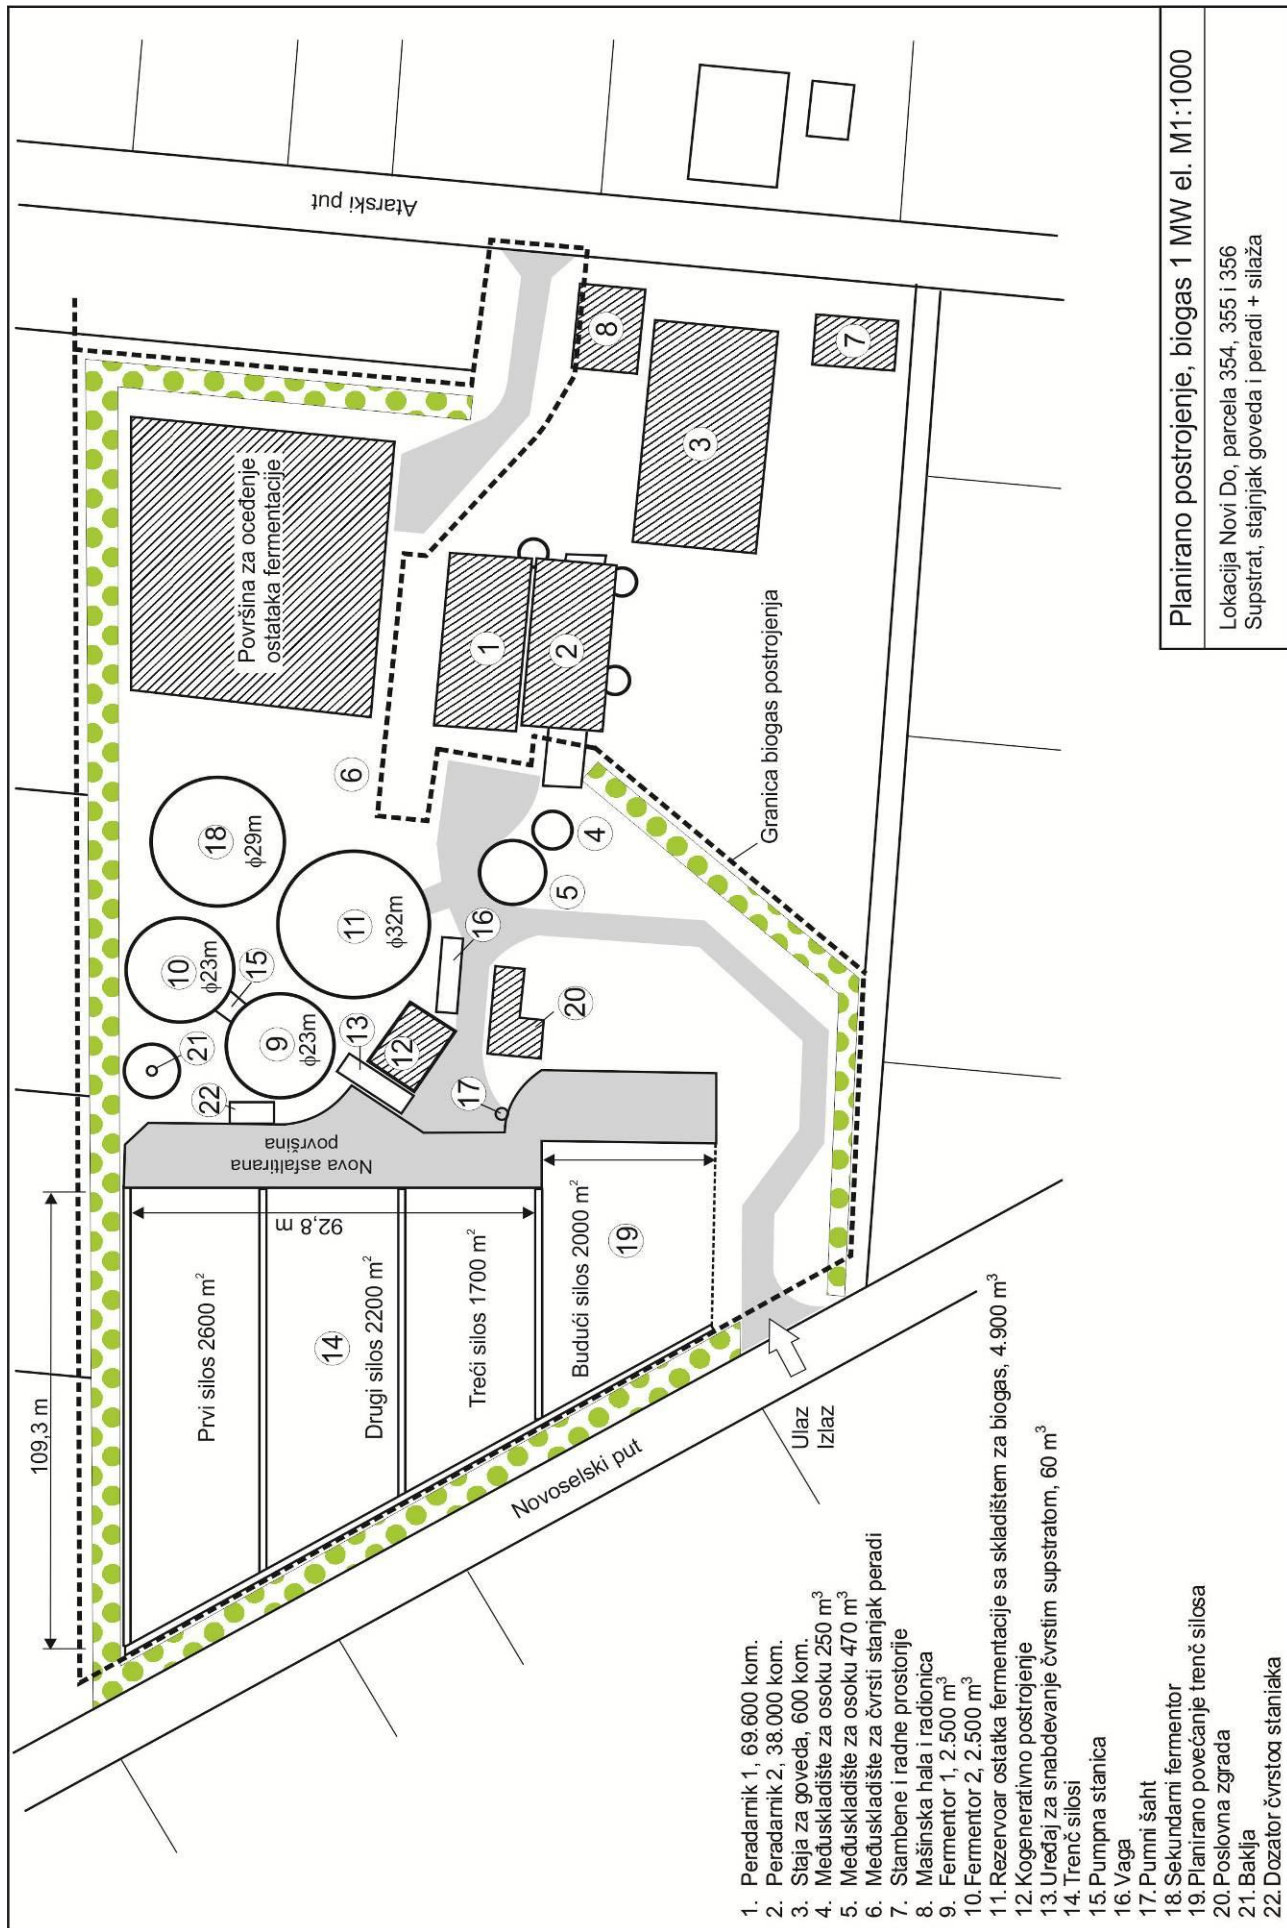 Planirano postrojenje, biogas 1 MW el. M1:1000
Lokacija Novi Do, parcela 354, 355 i 356
Supstrat, stajnjak goveda i peradi + silaža
109,3 m
Prvi silos 2600 m²
14
Drugi silos 2200 m²
Treći silos 1700 m²
Budući silos 2000 m²
19
92,8 m
Nova asfaltirana
površina
22
21
9
ϕ23m
10
ϕ23m
15
13
12
17
11
ϕ32m
18
ϕ29m
16
20
5
4
6
Površina za oceđenje
ostataka fermentacije
1
2
3
8
7
Atarski put
Granica biogas postrojenja
Novoselski put
Ulaz
Izlaz
1. Peradarnik 1, 69.600 kom.
2. Peradarnik 2, 38.000 kom.
3. Staja za goveda, 600 kom.
4. Međuskladište za osoku 250 m³
5. Međuskladište za osoku 470 m³
6. Međuskladište za čvrsti stanjak peradi
7. Stambene i radne prostorije
8. Mašinska hala i radionica
9. Fermentor 1, 2.500 m³
10. Fermentor 2, 2.500 m³
11. Rezervoar ostatka fermentacije sa skladištem za biogas, 4.900 m³
12. Kogenerativno postrojenje
13. Uređaj za snabdevanje čvrstim supstratom, 60 m³
14. Trenč silosi
15. Pumpna stanica
16. Vaga
17. Pumni šaht
18. Sekundarni fermentor
19. Planirano povećanje trenč silosa
20. Poslovna zgrada
21. Baklja
22. Dozator čvrstog stanjaka